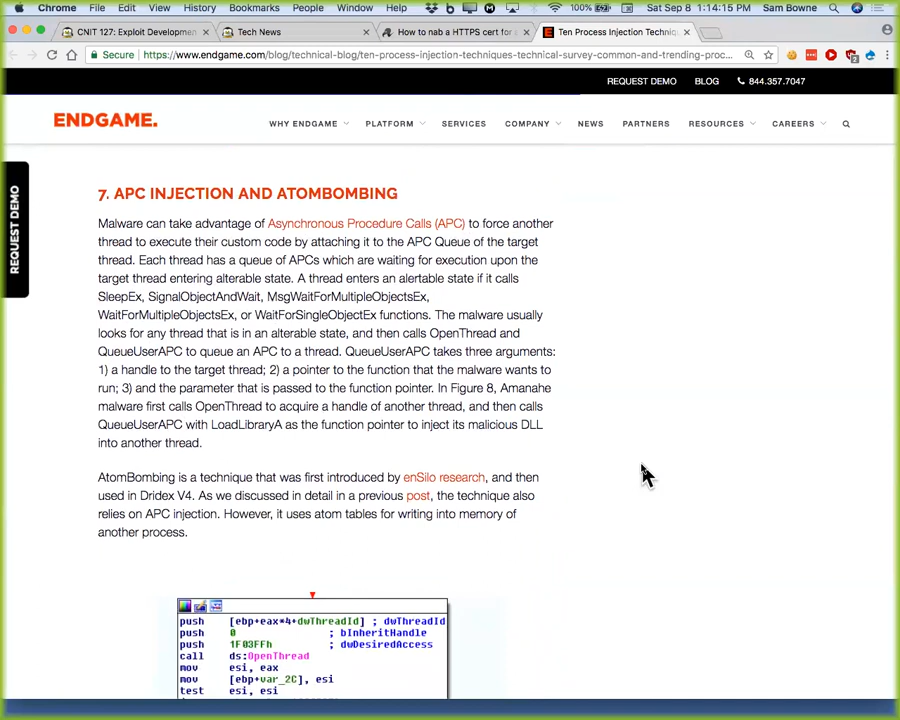 Chrome File Edit View History Bookmarks People Window Help 100% Sat Sep 8 1:14:15 PM Sam Bowne
CNIT 127: Exploit Developmen × Tech News × How to nab a HTTPS cert for a × Ten Process Injection Techniqu ×
Secure https://www.endgame.com/blog/technical-blog/ten-process-injection-techniques-technical-survey-common-and-trending-proc...
REQUEST DEMO BLOG 844.357.7047
ENDGAME. WHY ENDGAME PLATFORM SERVICES COMPANY NEWS PARTNERS RESOURCES CAREERS
REQUEST DEMO
7. APC INJECTION AND ATOMBOMBING
Malware can take advantage of Asynchronous Procedure Calls (APC) to force another
thread to execute their custom code by attaching it to the APC Queue of the target
thread. Each thread has a queue of APCs which are waiting for execution upon the
target thread entering alterable state. A thread enters an alertable state if it calls
SleepEx, SignalObjectAndWait, MsgWaitForMultipleObjectsEx,
WaitForMultipleObjectsEx, or WaitForSingleObjectEx functions. The malware usually
looks for any thread that is in an alterable state, and then calls OpenThread and
QueueUserAPC to queue an APC to a thread. QueueUserAPC takes three arguments:
1) a handle to the target thread; 2) a pointer to the function that the malware wants to
run; 3) and the parameter that is passed to the function pointer. In Figure 8, Amanahe
malware first calls OpenThread to acquire a handle of another thread, and then calls
QueueUserAPC with LoadLibraryA as the function pointer to inject its malicious DLL
into another thread.
AtomBombing is a technique that was first introduced by enSilo research, and then
used in Dridex V4. As we discussed in detail in a previous post, the technique also
relies on APC injection. However, it uses atom tables for writing into memory of
another process.
push [ebp+eax*4+dwThreadId] ; dwThreadId
push 0 ; bInheritHandle
push 1F03FFh ; dwDesiredAccess
call ds:OpenThread
mov esi, eax
mov [ebp+var_2C], esi
test esi, esi